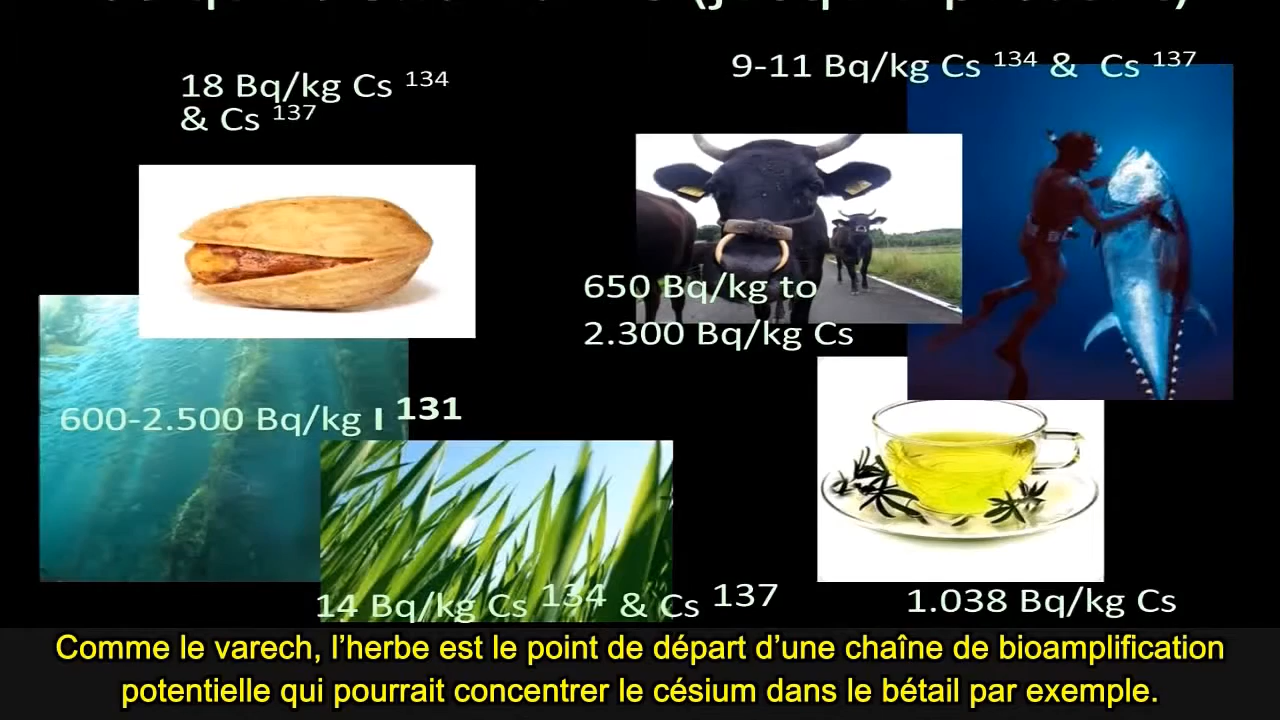 18 Bq/kg Cs 134
& Cs 137
9-11 Bq/kg Cs 134 & Cs 137
650 Bq/kg to
2.300 Bq/kg Cs
600-2.500 Bq/kg I 131
14 Bq/kg Cs 134 & Cs 137
1.038 Bq/kg Cs
Comme le varech, l’herbe est le point de départ d’une chaîne de bioamplification
potentielle qui pourrait concentrer le césium dans le bétail par exemple.